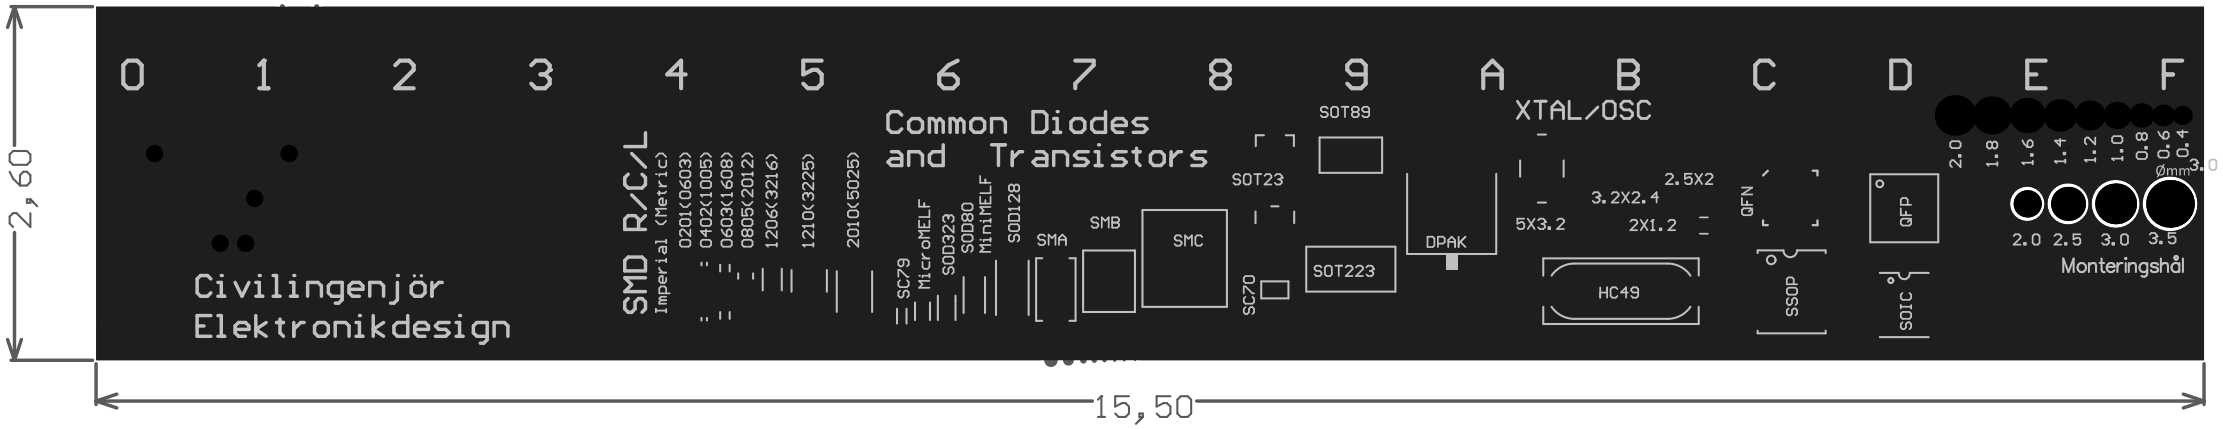 0 1 2 3 4 5 6 7 8 9 A B C D E F
2,60
Civilingenjör
Elektronikdesign
SMD R/C/L
Imperial (Metric)
0201(0603)
0402(1005)
0603(1608)
0805(2012)
1206(3216)
1210(3225)
2010(5025)
Common Diodes
and Transistors
SC79
MicroMELF
SOD323
SOD80
MiniMELF
SOD128
SMA
SMB
SMC
SOT23
SC70
SOT89
SOT223
DPAK
XTAL/OSC
5X3.2
3.2X2.4
2.5X2
2X1.2
HC49
QFN
SSOP
QFP
SOIC
2.0
1.8
1.6
1.4
1.2
1.0
0.8
0.6
0.4
Ømm
3.0
2.0 2.5 3.0 3.5
Monteringshål
15,50